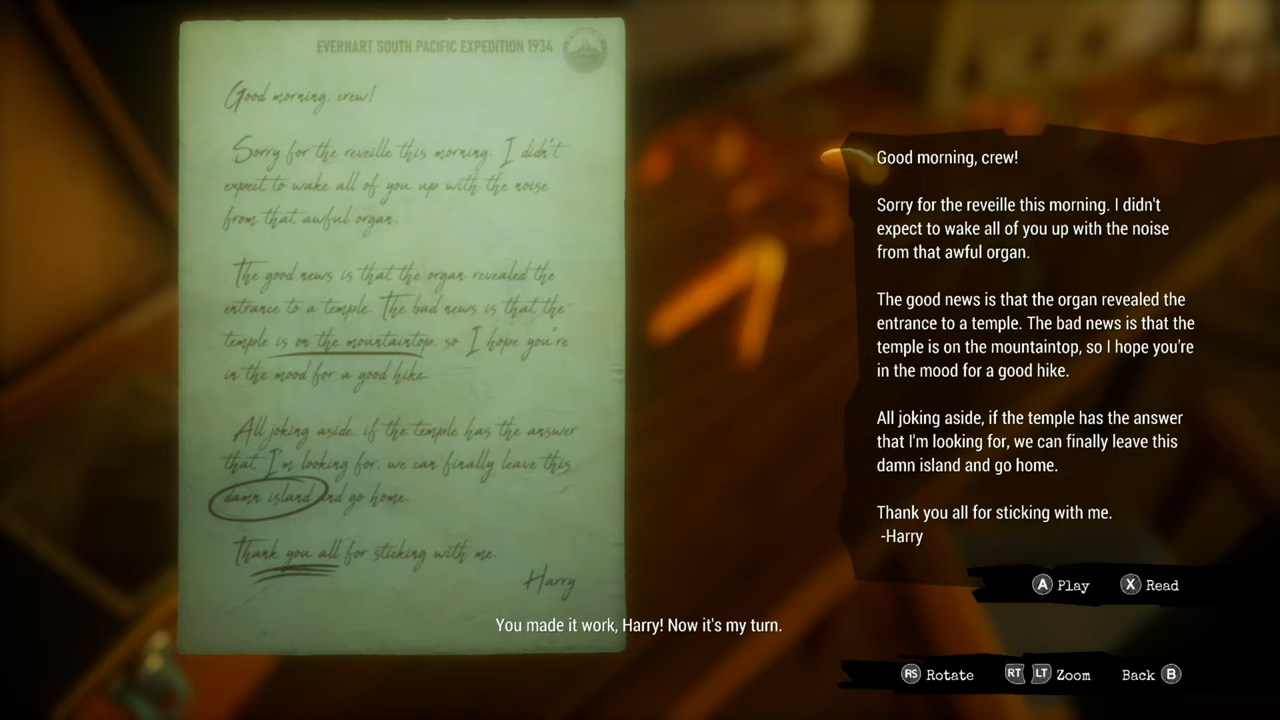 EVERHART SOUTH PACIFIC EXPEDITION 1934
Good morning, crew!
Sorry for the reveille this morning. I didn't
expect to wake all of you up with the noise
from that awful organ.
The good news is that the organ revealed the
entrance to a temple. The bad news is that the
temple is on the mountaintop, so I hope you're
in the mood for a good hike.
All joking aside, if the temple has the answer
that I'm looking for, we can finally leave this
damn island and go home.
Thank you all for sticking with me.
Harry
Good morning, crew!
Sorry for the reveille this morning. I didn't
expect to wake all of you up with the noise
from that awful organ.
The good news is that the organ revealed the
entrance to a temple. The bad news is that the
temple is on the mountaintop, so I hope you're
in the mood for a good hike.
All joking aside, if the temple has the answer
that I'm looking for, we can finally leave this
damn island and go home.
Thank you all for sticking with me.
-Harry
A Play X Read
You made it work, Harry! Now it's my turn.
RS Rotate RT LT Zoom Back B